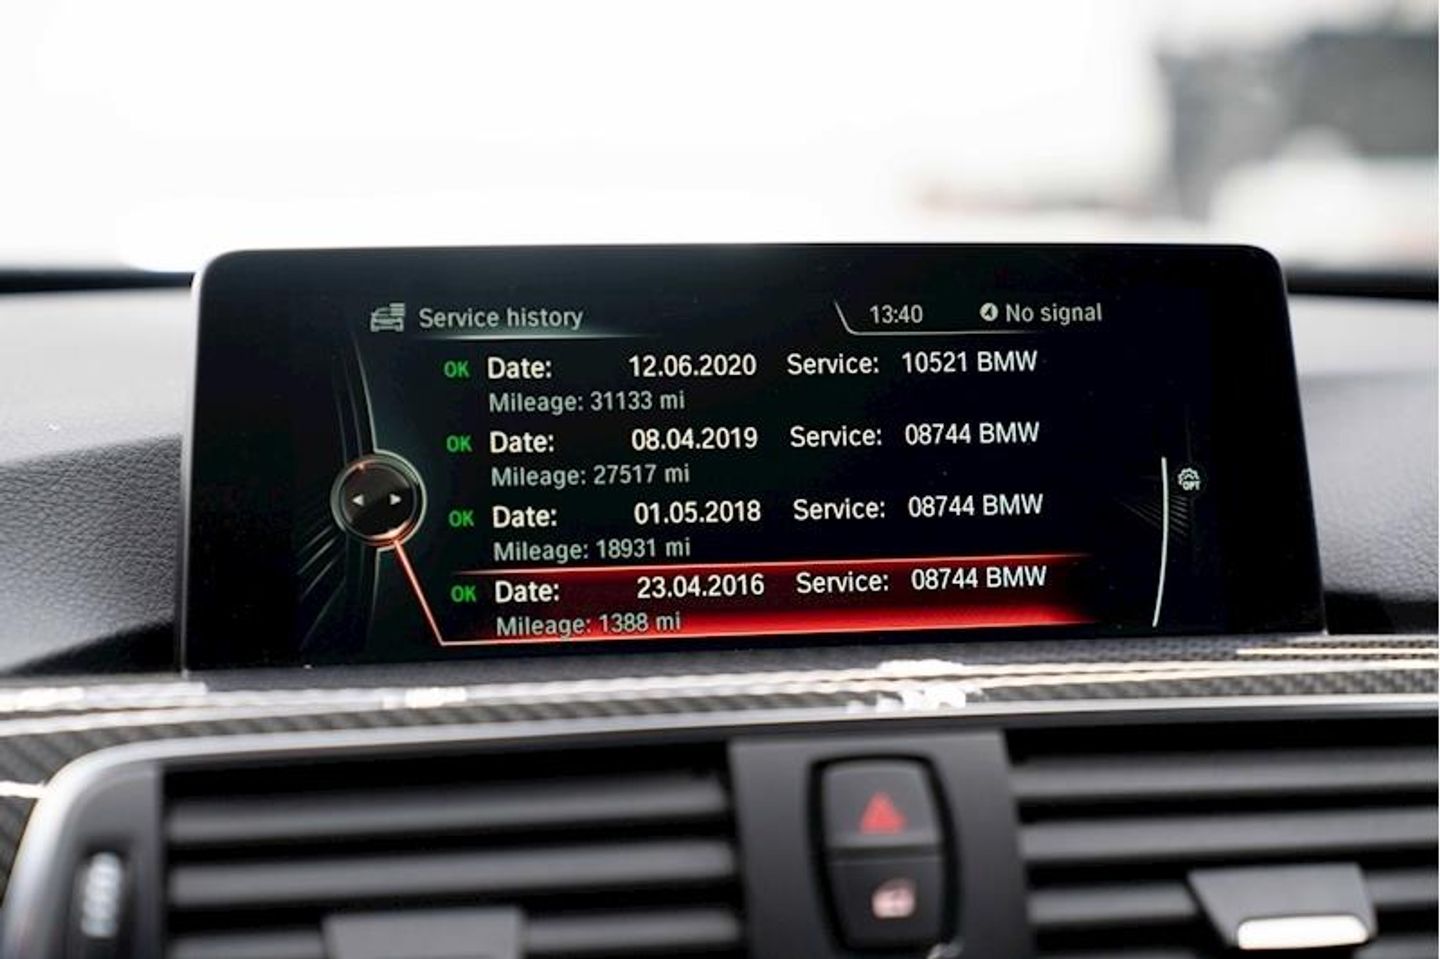 Service history
13:40 No signal
OK Date: 12.06.2020 Service: 10521 BMW
Mileage: 31133 mi
OK Date: 08.04.2019 Service: 08744 BMW
Mileage: 27517 mi
OK Date: 01.05.2018 Service: 08744 BMW
Mileage: 18931 mi
OPT
OK Date: 23.04.2016 Service: 08744 BMW
Mileage: 1388 mi